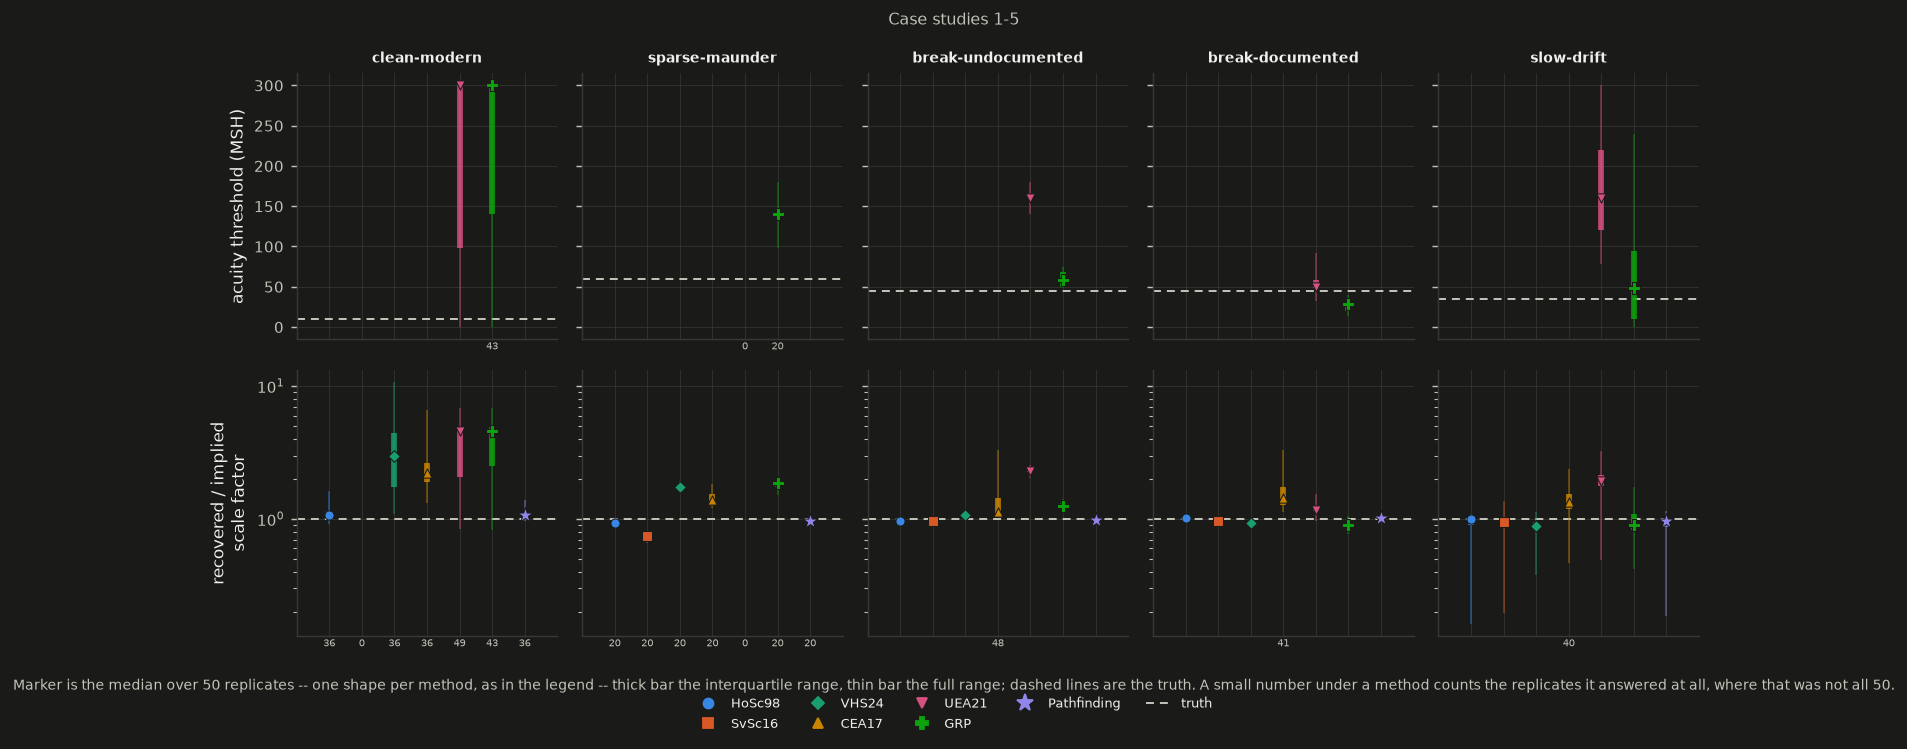 Case studies 1-5
clean-modern sparse-maunder break-undocumented break-documented slow-drift
acuity threshold (MSH)
300
250
200
150
100
50
0
43 0 20
recovered / implied
scale factor
10¹
10⁰
36 0 36 36 49 43 36 20 20 20 20 0 20 20 48 41 40
Marker is the median over 50 replicates -- one shape per method, as in the legend -- thick bar the interquartile range, thin bar the full range; dashed lines are the truth. A small number under a method counts the replicates it answered at all, where that was not all 50.
HoSc98 VHS24 UEA21 Pathfinding truth
SvSc16 CEA17 GRP